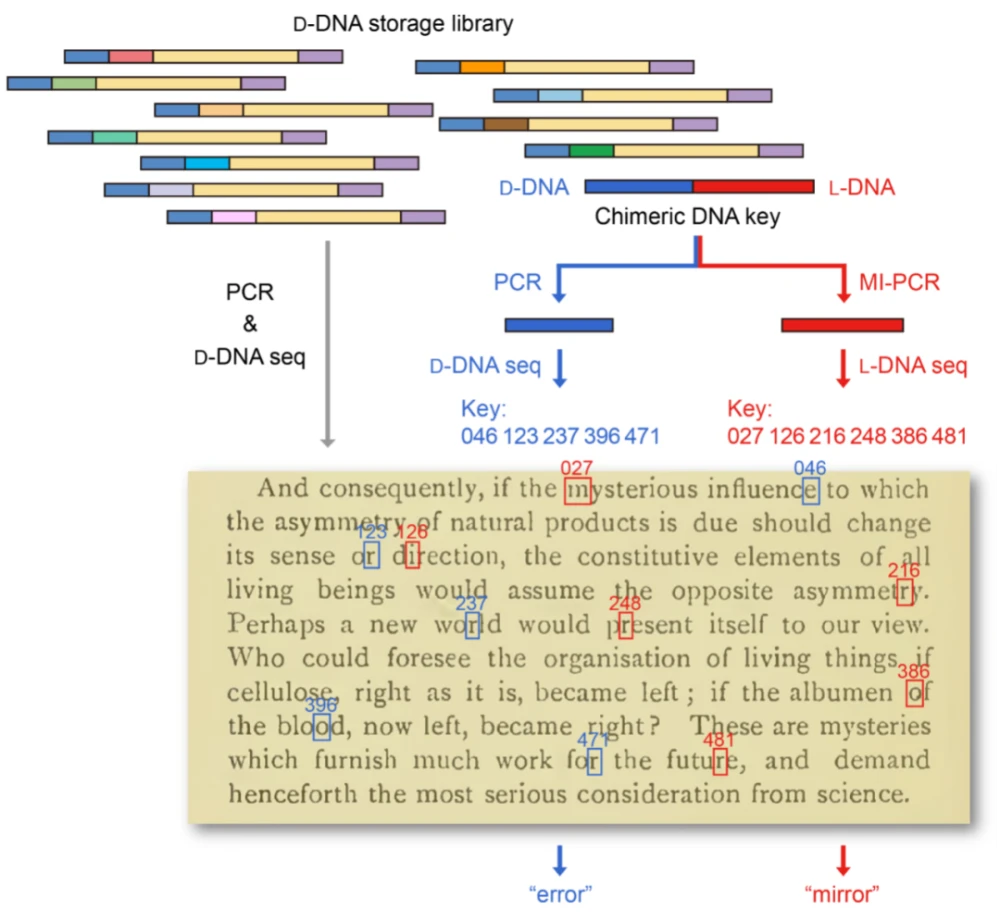 D-DNA storage library
D-DNA
L-DNA
Chimeric DNA key
PCR
&
D-DNA seq
PCR
MI-PCR
D-DNA seq
L-DNA seq
Key:
046 123 237 396 471
Key:
027 126 216 248 386 481
027
046
And consequently, if the mysterious influence to which
the asymmetry of natural products is due should change
123
126
its sense or direction, the constitutive elements of all
216
living beings would assume the opposite asymmetry.
237
248
Perhaps a new world would present itself to our view.
Who could foresee the organisation of living things, if
386
cellulose, right as it is, became left ; if the albumen of
396
the blood, now left, became right ? These are mysteries
471
481
which furnish much work for the future, and demand
henceforth the most serious consideration from science.
“error”
“mirror”